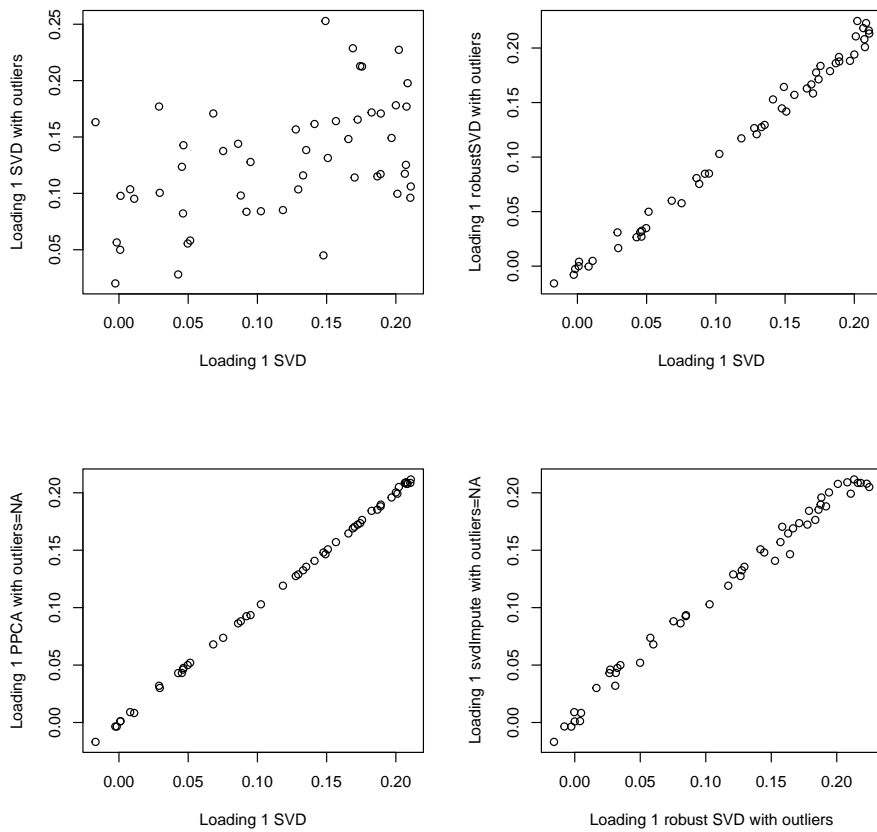 0.05 0.10 0.15 0.20 0.25
Loading 1 SVD with outliers
0.00 0.05 0.10 0.15 0.20
Loading 1 SVD
0.00 0.05 0.10 0.15 0.20
Loading 1 robustSVD with outliers
0.00 0.05 0.10 0.15 0.20
Loading 1 SVD
0.00 0.05 0.10 0.15 0.20
Loading 1 PPCA with outliers=NA
0.00 0.05 0.10 0.15 0.20
Loading 1 SVD
0.00 0.05 0.10 0.15 0.20
Loading 1 svdImpute with outliers=NA
0.00 0.05 0.10 0.15 0.20
Loading 1 robust SVD with outliers